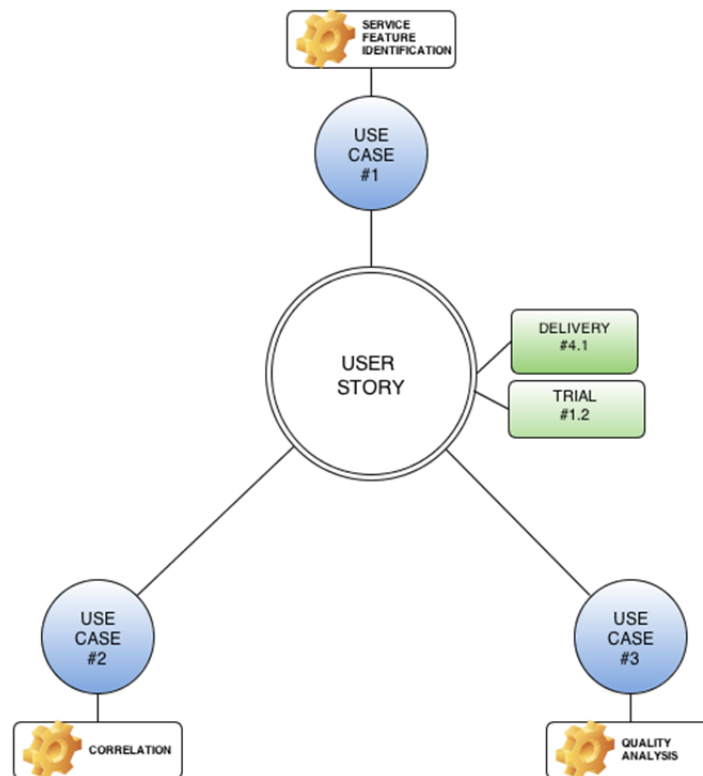 SERVICE
FEATURE
IDENTIFICATION
USE
CASE
#1
USER
STORY
DELIVERY
#4.1
TRIAL
#1.2
USE
CASE
#2
USE
CASE
#3
CORRELATION
QUALITY
ANALYSIS